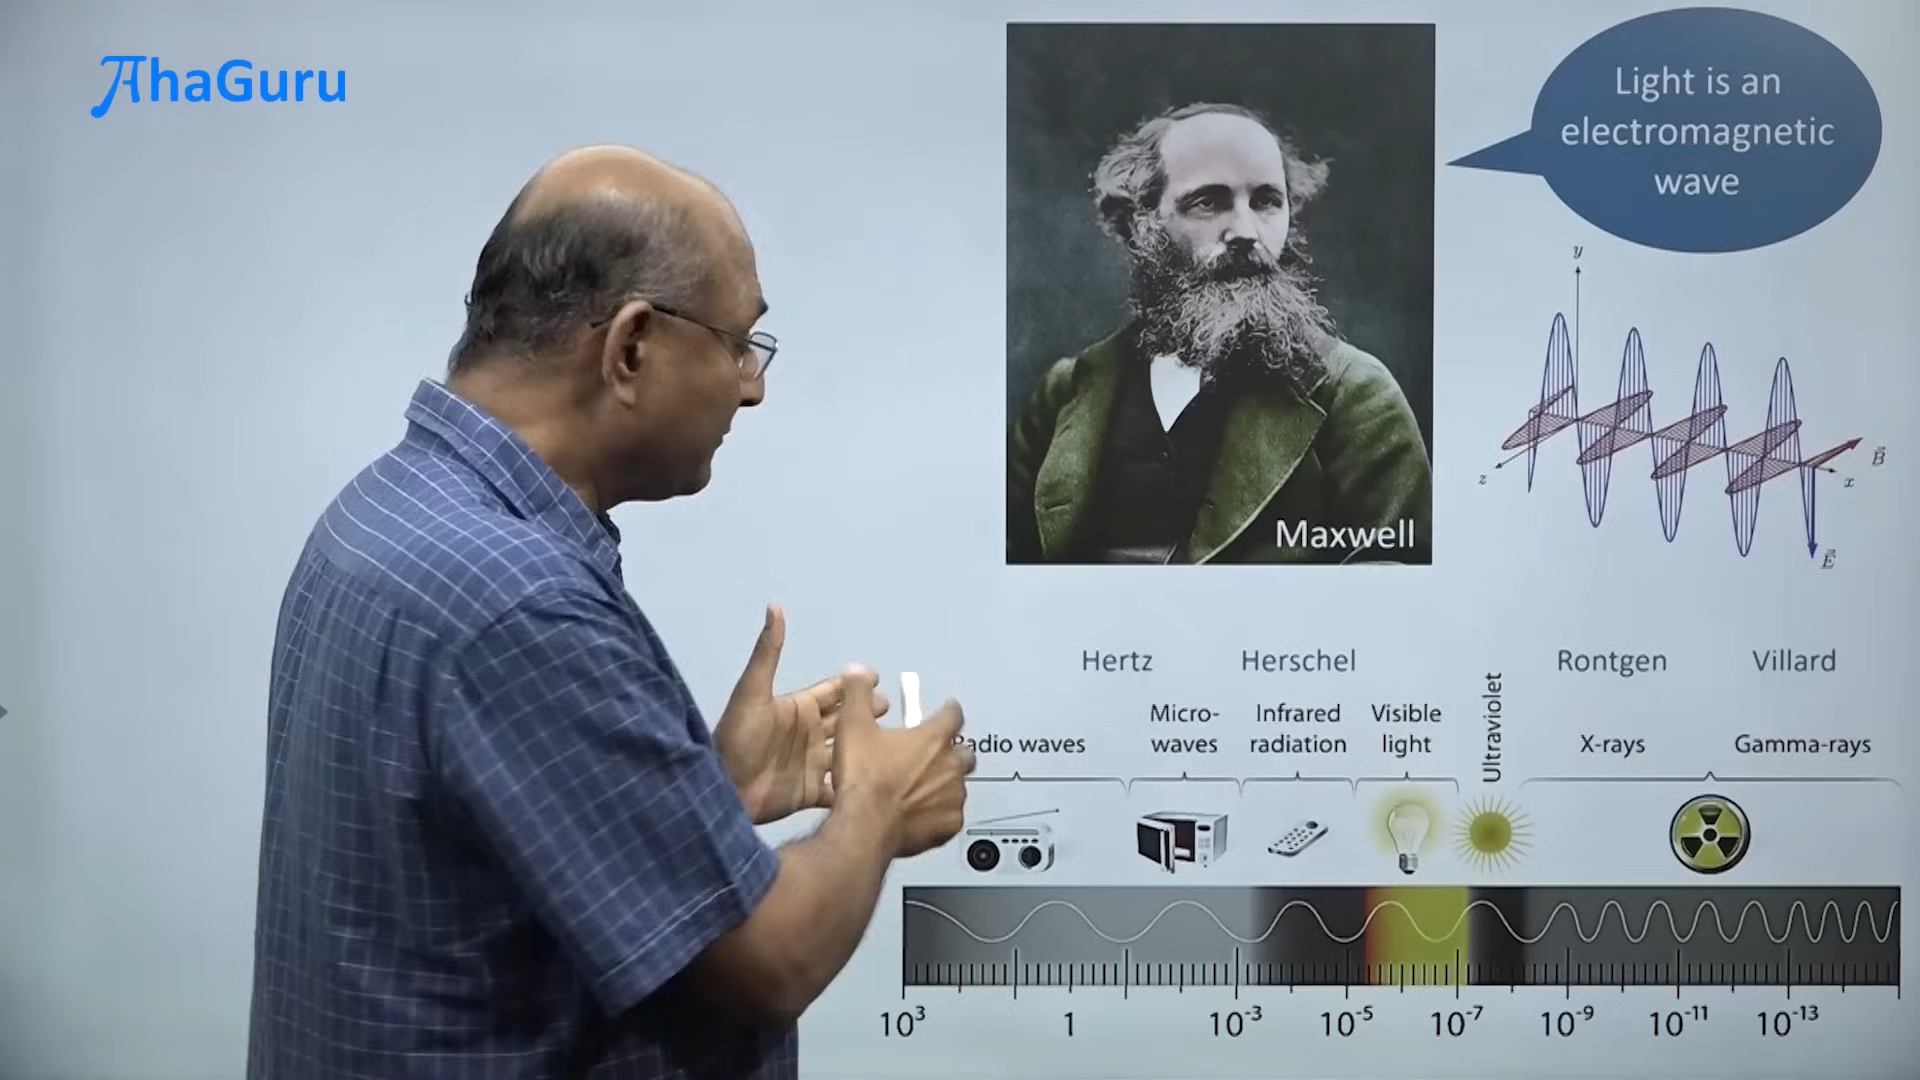 AhaGuru
Light is an
electromagnetic
wave
y
z
x
B⃗
E⃗
Maxwell
Hertz
Herschel
Rontgen
Villard
Radio waves
Micro-
waves
Infrared
radiation
Visible
light
Ultraviolet
X-rays
Gamma-rays
10³
1
10⁻³
10⁻⁵
10⁻⁷
10⁻⁹
10⁻¹¹
10⁻¹³